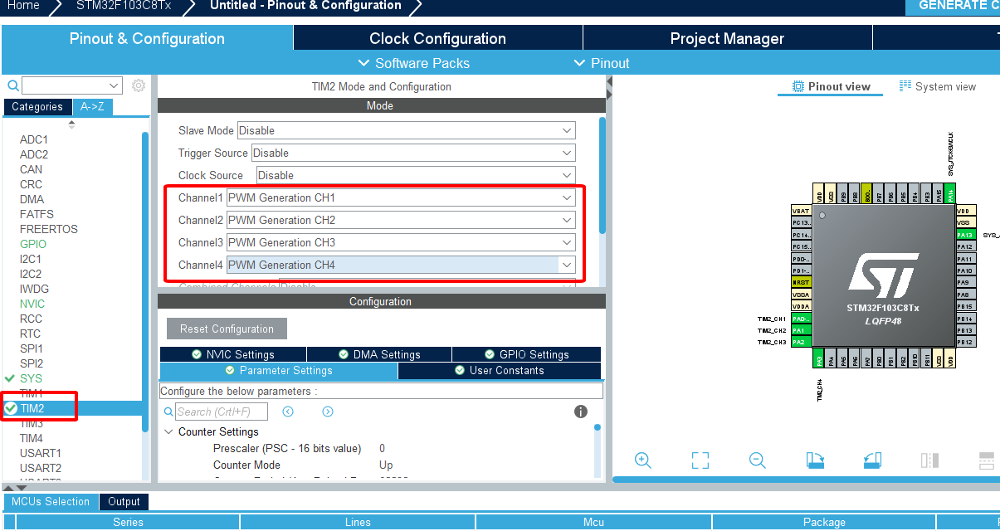 Home STM32F103C8Tx Untitled - Pinout & Configuration GENERATE C
Pinout & Configuration Clock Configuration Project Manager
Software Packs Pinout
TIM2 Mode and Configuration
Categories A->Z
ADC1
ADC2
CAN
CRC
DMA
FATFS
FREERTOS
GPIO
I2C1
I2C2
IWDG
NVIC
RCC
RTC
SPI1
SPI2
SYS
TIM1
TIM2
TIM3
TIM4
USART1
USART2
Mode
Slave Mode Disable
Trigger Source Disable
Clock Source Disable
Channel1 PWM Generation CH1
Channel2 PWM Generation CH2
Channel3 PWM Generation CH3
Channel4 PWM Generation CH4
Combined Channels Disable
Configuration
Reset Configuration
NVIC Settings DMA Settings GPIO Settings
Parameter Settings User Constants
Configure the below parameters :
Search (Crtl+F)
Counter Settings
Prescaler (PSC - 16 bits value) 0
Counter Mode Up
Pinout view System view
SYS_JTCK-SWCLK
VDD VSS PB9 PB8 BOO.. PB7 PB6 PB5 PB4 PB3 PA15 PA14
VBAT
PC13..
PC14..
PC15..
PD0-..
PD1-..
NRST
VSSA
VDDA
TIM2_CH1 PA0-..
TIM2_CH2 PA1
TIM2_CH3 PA2
ST
STM32F103C8Tx
LQFP48
VDD
VSS
PA13 SYS_
PA12
PA11
PA10
PA9
PA8
PB15
PB14
PB13
PB12
PA3 PA4 PA5 PA6 PA7 PB0 PB1 PB2 PB10 PB11 VSS VDD
TIM2_CH4
MCUs Selection Output
Series Lines Mcu Package